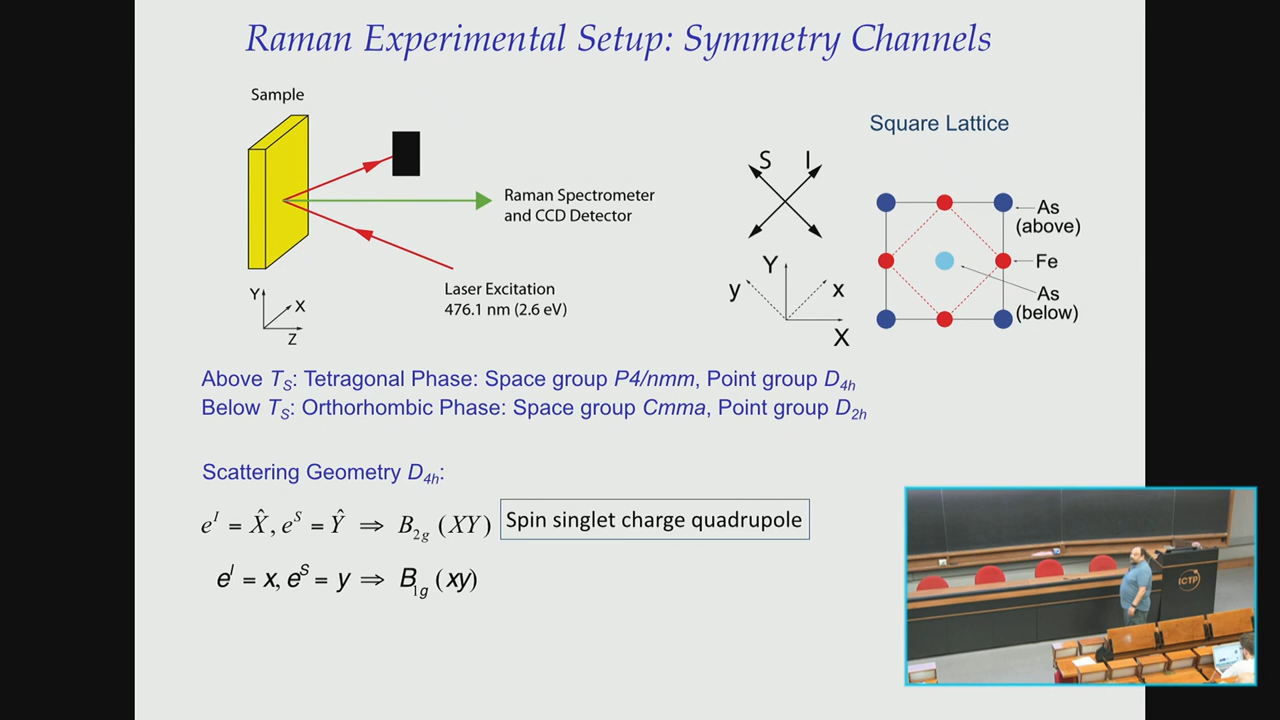 Raman Experimental Setup: Symmetry Channels
Sample
Raman Spectrometer
and CCD Detector
Laser Excitation
476.1 nm (2.6 eV)
Y
X
Z
S I
Y
y x
X
Square Lattice
As
(above)
Fe
As
(below)
Above T_S: Tetragonal Phase: Space group P4/nmm, Point group D_4h
Below T_S: Orthorhombic Phase: Space group Cmma, Point group D_2h
Scattering Geometry D_4h:
e^I = X̂, e^S = Ŷ ⇒ B_2g (XY) Spin singlet charge quadrupole
e^I = x, e^S = y ⇒ B_1g (xy)
ICTP